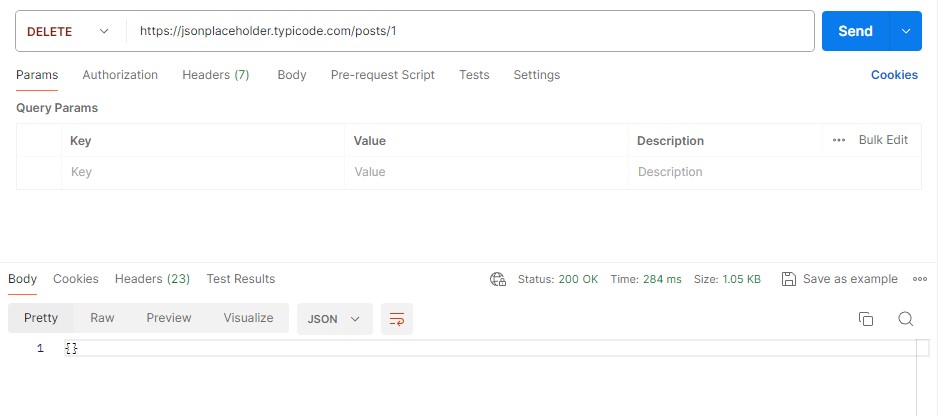 DELETE https://jsonplaceholder.typicode.com/posts/1 Send
Params Authorization Headers (7) Body Pre-request Script Tests Settings Cookies
Query Params
Key Value Description ••• Bulk Edit
Key Value Description
Body Cookies Headers (23) Test Results Status: 200 OK Time: 284 ms Size: 1.05 KB Save as example •••
Pretty Raw Preview Visualize JSON
1 {}